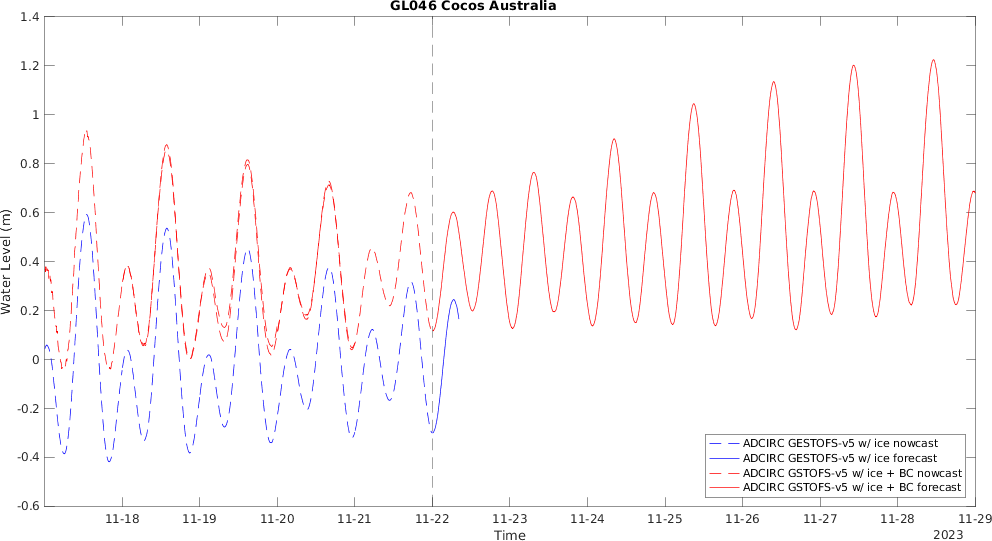 GL046 Cocos Australia
1.4
1.2
1
0.8
0.6
0.4
0.2
0
-0.2
-0.4
-0.6
Water Level (m)
ADCIRC GESTOFS-v5 w/ ice nowcast
ADCIRC GESTOFS-v5 w/ ice forecast
ADCIRC GSTOFS-v5 w/ ice + BC nowcast
ADCIRC GSTOFS-v5 w/ ice + BC forecast
11-18 11-19 11-20 11-21 11-22 11-23 11-24 11-25 11-26 11-27 11-28 11-29
Time
2023